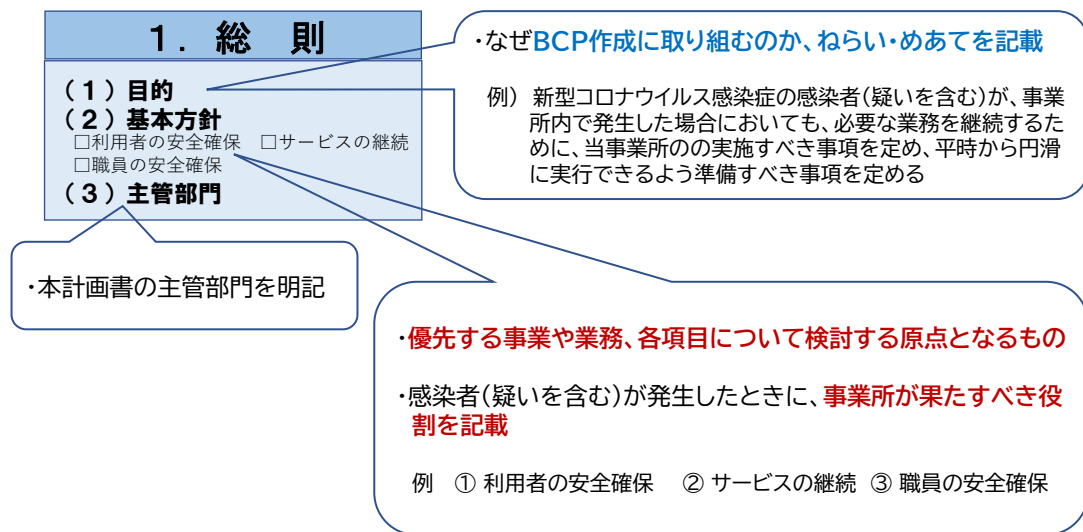 1．総　則
（１）目的
（２）基本方針
□利用者の安全確保　□サービスの継続
□職員の安全確保
（３）主管部門
・なぜBCP作成に取り組むのか、ねらい・めあてを記載
例）　新型コロナウイルス感染症の感染者（疑いを含む）が、事業
所内で発生した場合においても、必要な業務を継続するた
めに、当事業所のの実施すべき事項を定め、平時から円滑
に実行できるよう準備すべき事項を定める
・本計画書の主管部門を明記
・優先する事業や業務、各項目について検討する原点となるもの
・感染者（疑いを含む）が発生したときに、事業所が果たすべき役
割を記載
例　① 利用者の安全確保　② サービスの継続　③ 職員の安全確保